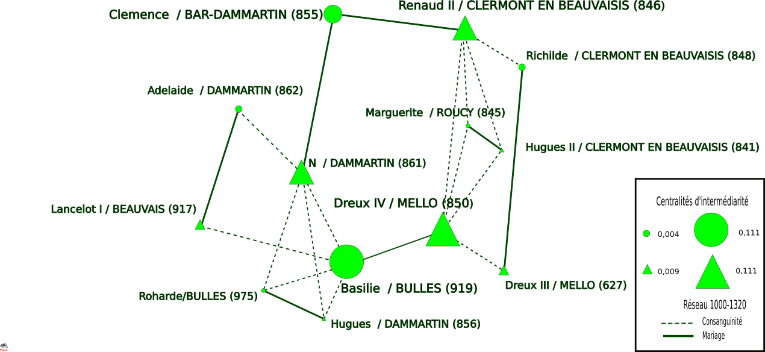 Renaud II / CLERMONT EN BEAUVAISIS (846)
Clemence / BAR-DAMMARTIN (855)
Richilde / CLERMONT EN BEAUVAISIS (848)
Adelaide / DAMMARTIN (862)
Marguerite / ROUCY (845)
Hugues II / CLERMONT EN BEAUVAISIS (841)
N / DAMMARTIN (861)
Dreux IV / MELLO (850)
Lancelot I / BEAUVAIS (917)
Basilie / BULLES (919)
Dreux III / MELLO (627)
Roharde/BULLES (975)
Hugues / DAMMARTIN (856)
Centralités d'intermédiarité
0,004 0,111
0,009 0,111
Réseau 1000-1320
Consanguinité
Mariage